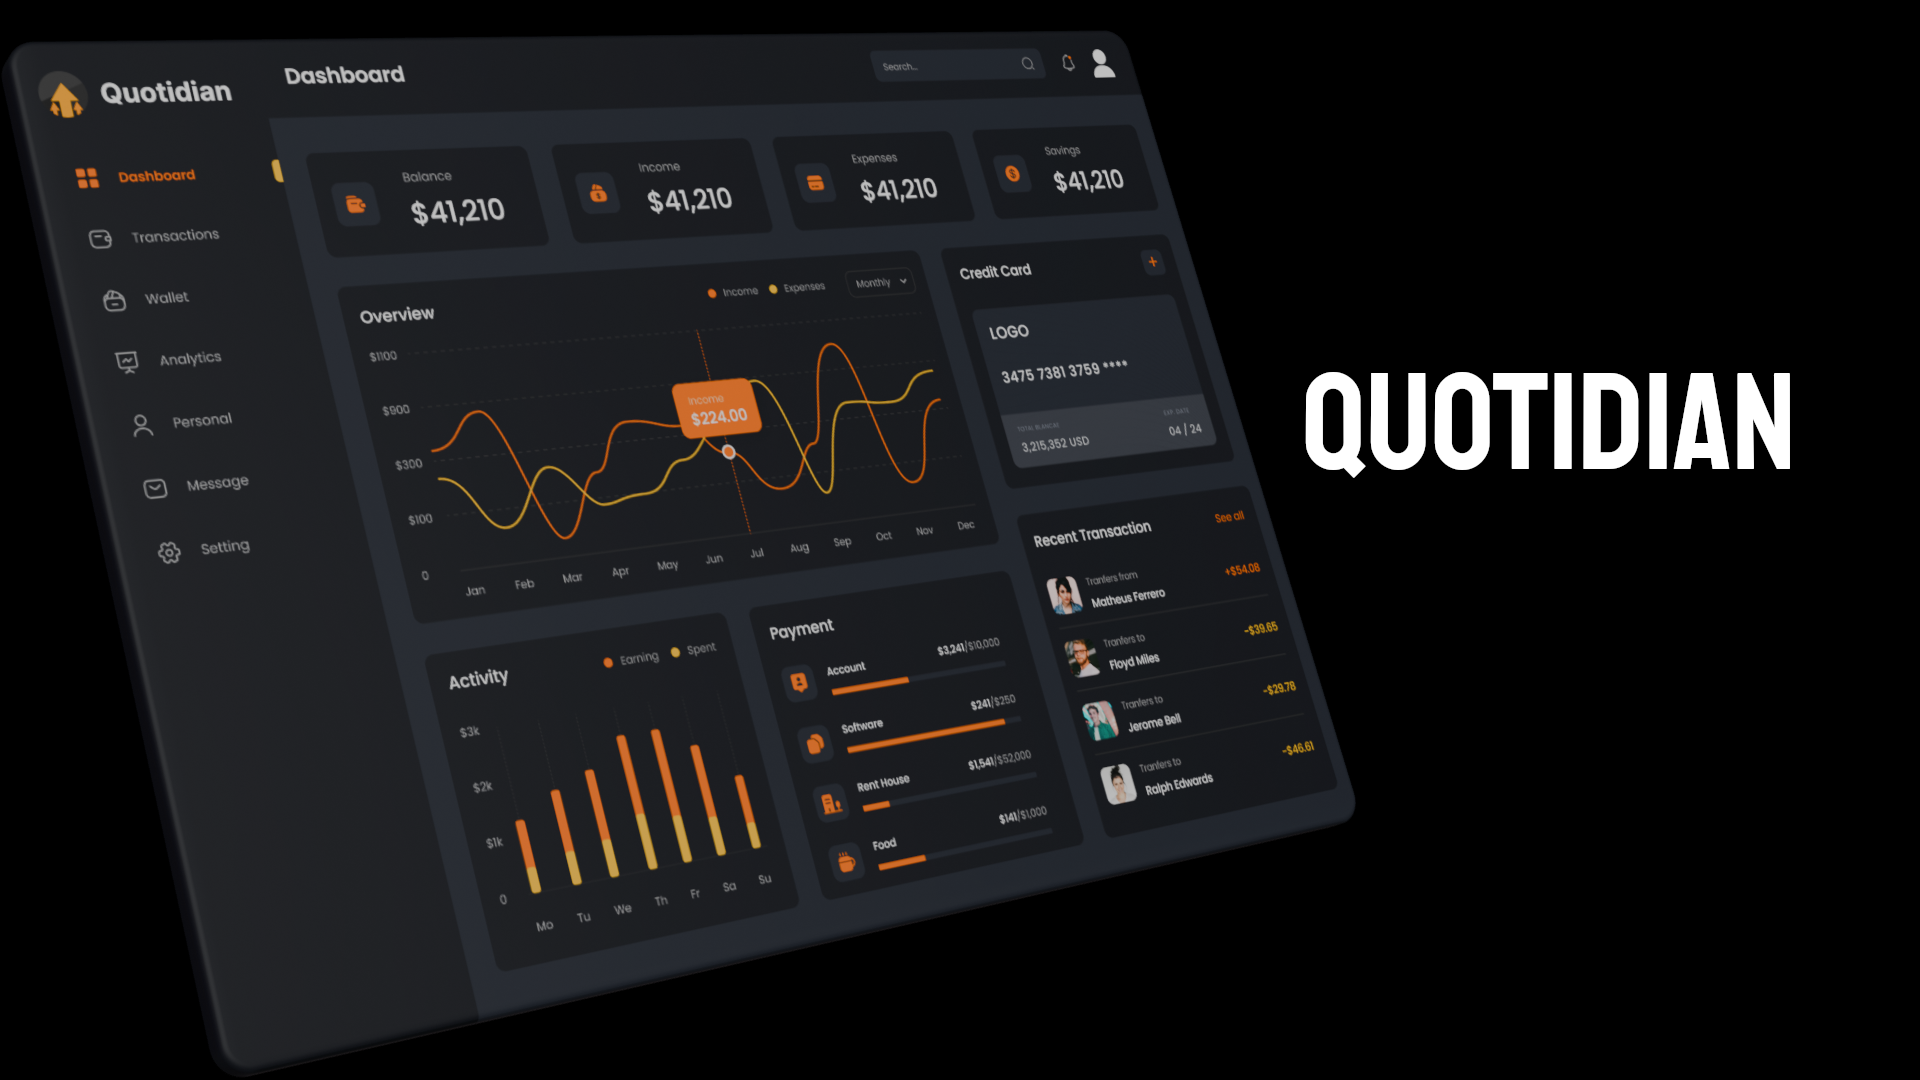 Quotidian
Dashboard
Search...
Dashboard
Transactions
Wallet
Analytics
Personal
Message
Setting
Balance
$41,210
Income
$41,210
Expenses
$41,210
Savings
$41,210
Overview
Income
Expenses
Monthly
$1100
$900
$300
$100
0
Income
$224.00
Jan
Feb
Mar
Apr
May
Jun
Jul
Aug
Sep
Oct
Nov
Dec
Credit Card
+
LOGO
3475 7381 3759 ****
TOTAL BLANCAS
3,215,352 USD
EXP. DATE
04 | 24
Activity
Earning
Spent
$3k
$2k
$1k
0
Mo
Tu
We
Th
Fr
Sa
Su
Payment
Account
$3,241/$10,000
Software
$241/$250
Rent House
$1,541/$52,000
Food
$141/$1,000
Recent Transaction
See all
Tranfers from
Matheus Ferrero
+$54.08
Tranfers to
Floyd Miles
-$39.65
Tranfers to
Jerome Bell
-$29.78
Tranfers to
Ralph Edwards
-$46.61
QUOTIDIAN